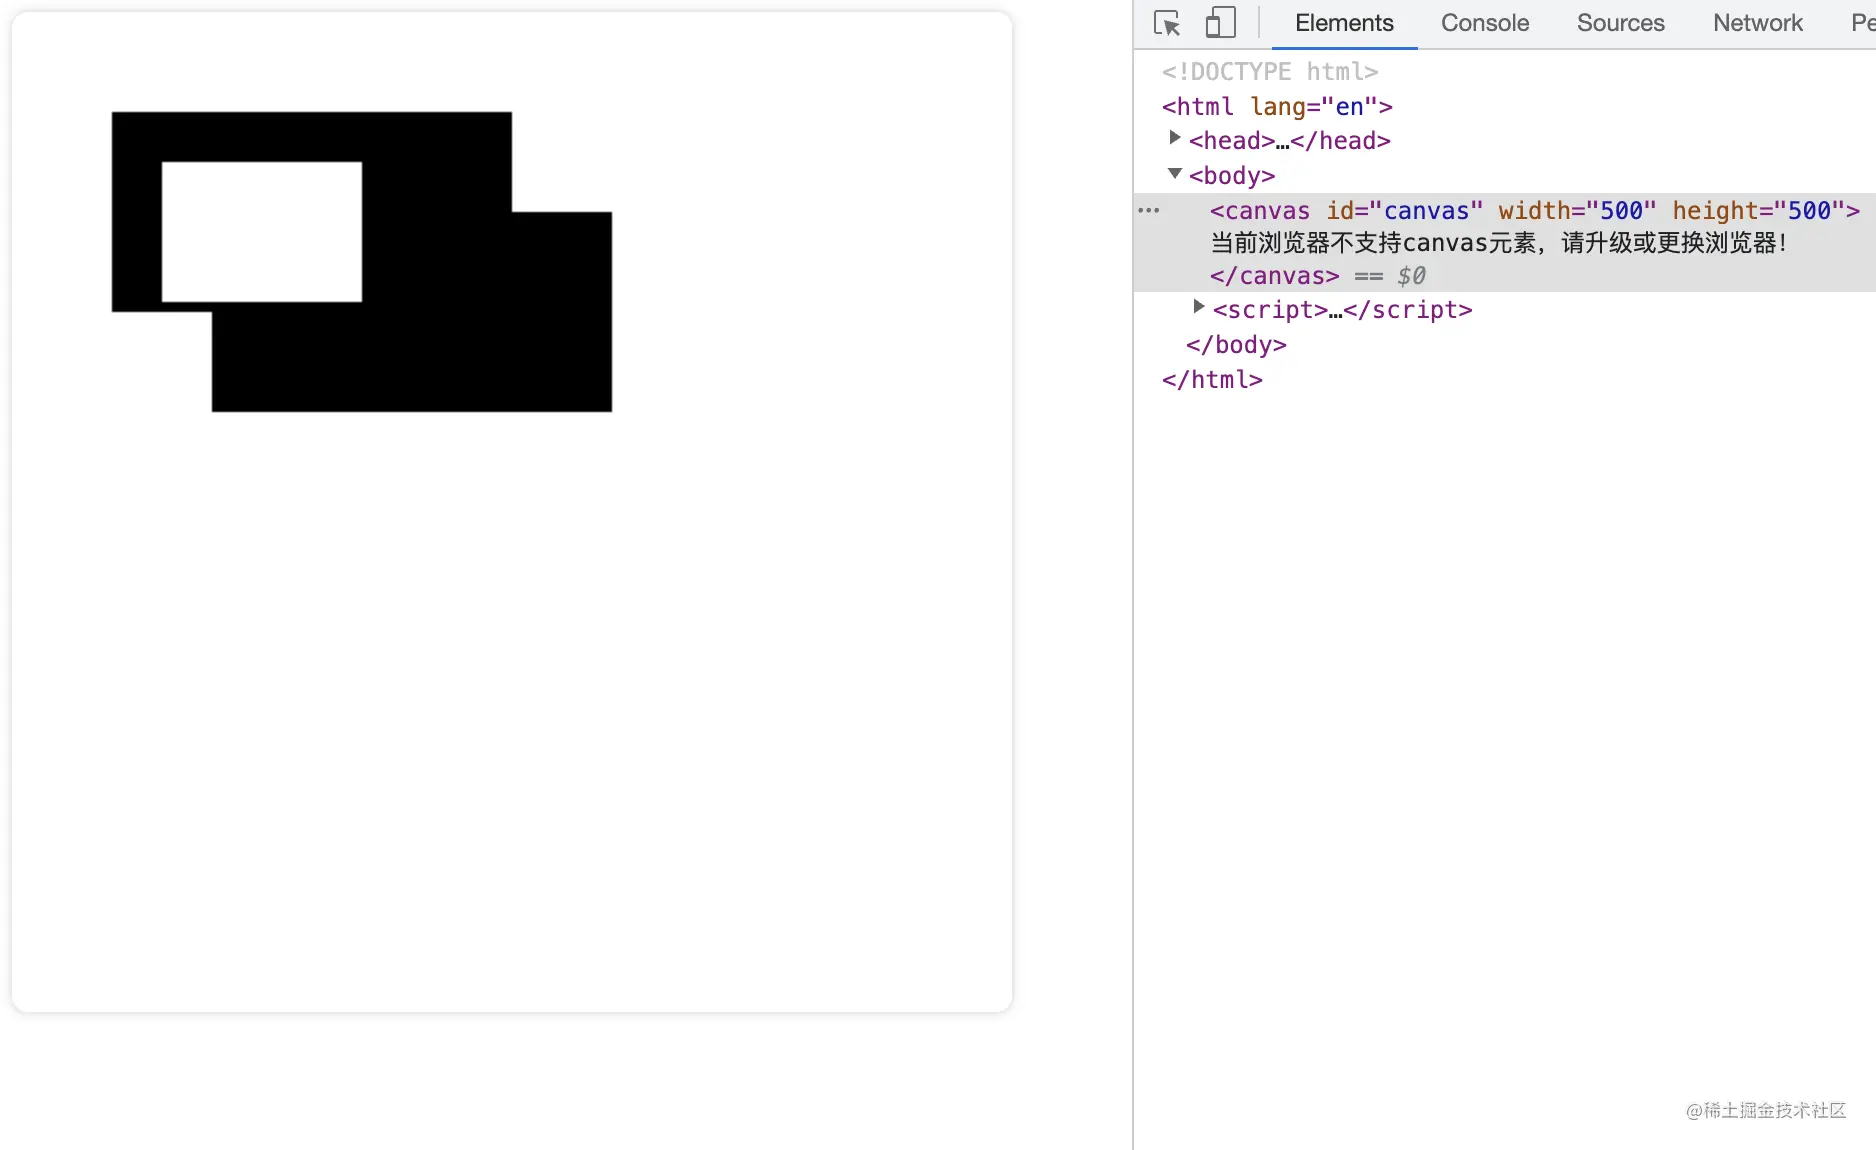 Elements Console Sources Network Pe
<!DOCTYPE html>
<html lang="en">
<head>…</head>
<body>
<canvas id="canvas" width="500" height="500">
当前浏览器不支持canvas元素，请升级或更换浏览器！
</canvas> == $0
<script>…</script>
</body>
</html>
@稀土掘金技术社区